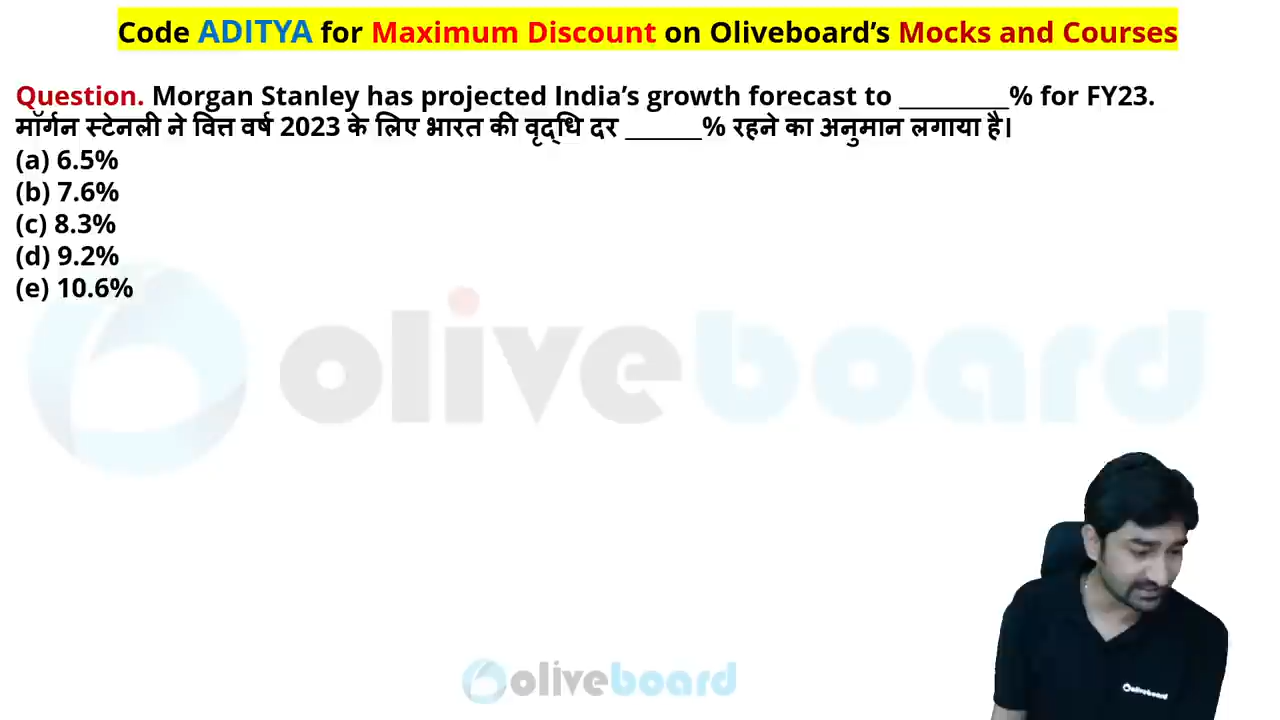 Code ADITYA for Maximum Discount on Oliveboard’s Mocks and Courses
Question. Morgan Stanley has projected India’s growth forecast to __________% for FY23.
मॉर्गन स्टेनली ने वित्त वर्ष 2023 के लिए भारत की वृद्धि दर _______% रहने का अनुमान लगाया है।
(a) 6.5%
(b) 7.6%
(c) 8.3%
(d) 9.2%
(e) 10.6%
oliveboard
oliveboard
oliveboard